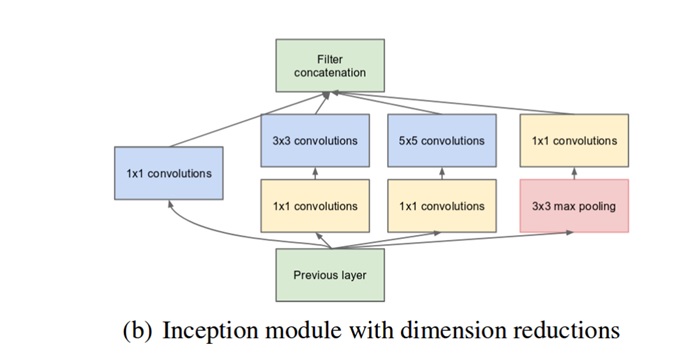 Filter
concatenation
3x3 convolutions
5x5 convolutions
1x1 convolutions
1x1 convolutions
1x1 convolutions
1x1 convolutions
3x3 max pooling
Previous layer
(b) Inception module with dimension reductions